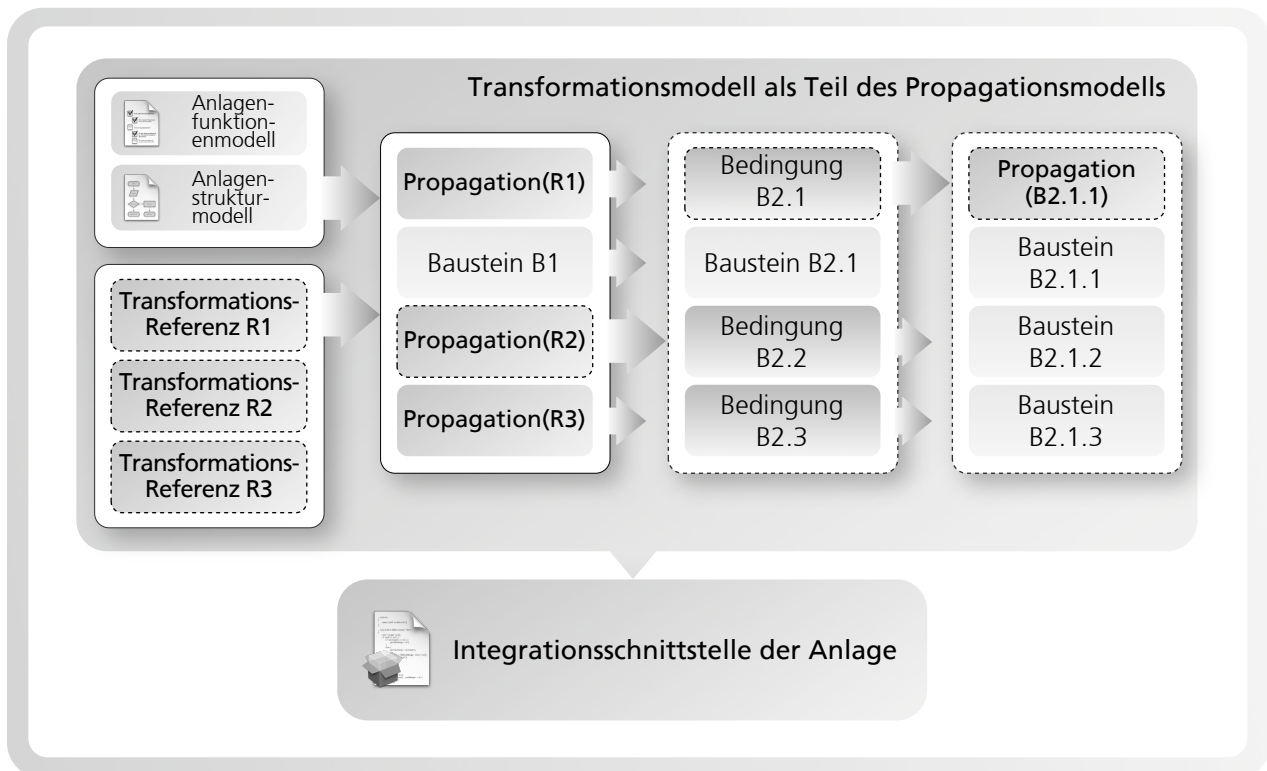 Transformationsmodell als Teil des Propagationsmodells
Anlagen-
funktion-
enmodell
Anlagen-
struktur-
modell
Transformations-
Referenz R1
Transformations-
Referenz R2
Transformations-
Referenz R3
Propagation(R1)
Baustein B1
Propagation(R2)
Propagation(R3)
Bedingung
B2.1
Baustein B2.1
Bedingung
B2.2
Bedingung
B2.3
Propagation
(B2.1.1)
Baustein
B2.1.1
Baustein
B2.1.2
Baustein
B2.1.3
Integrationsschnittstelle der Anlage